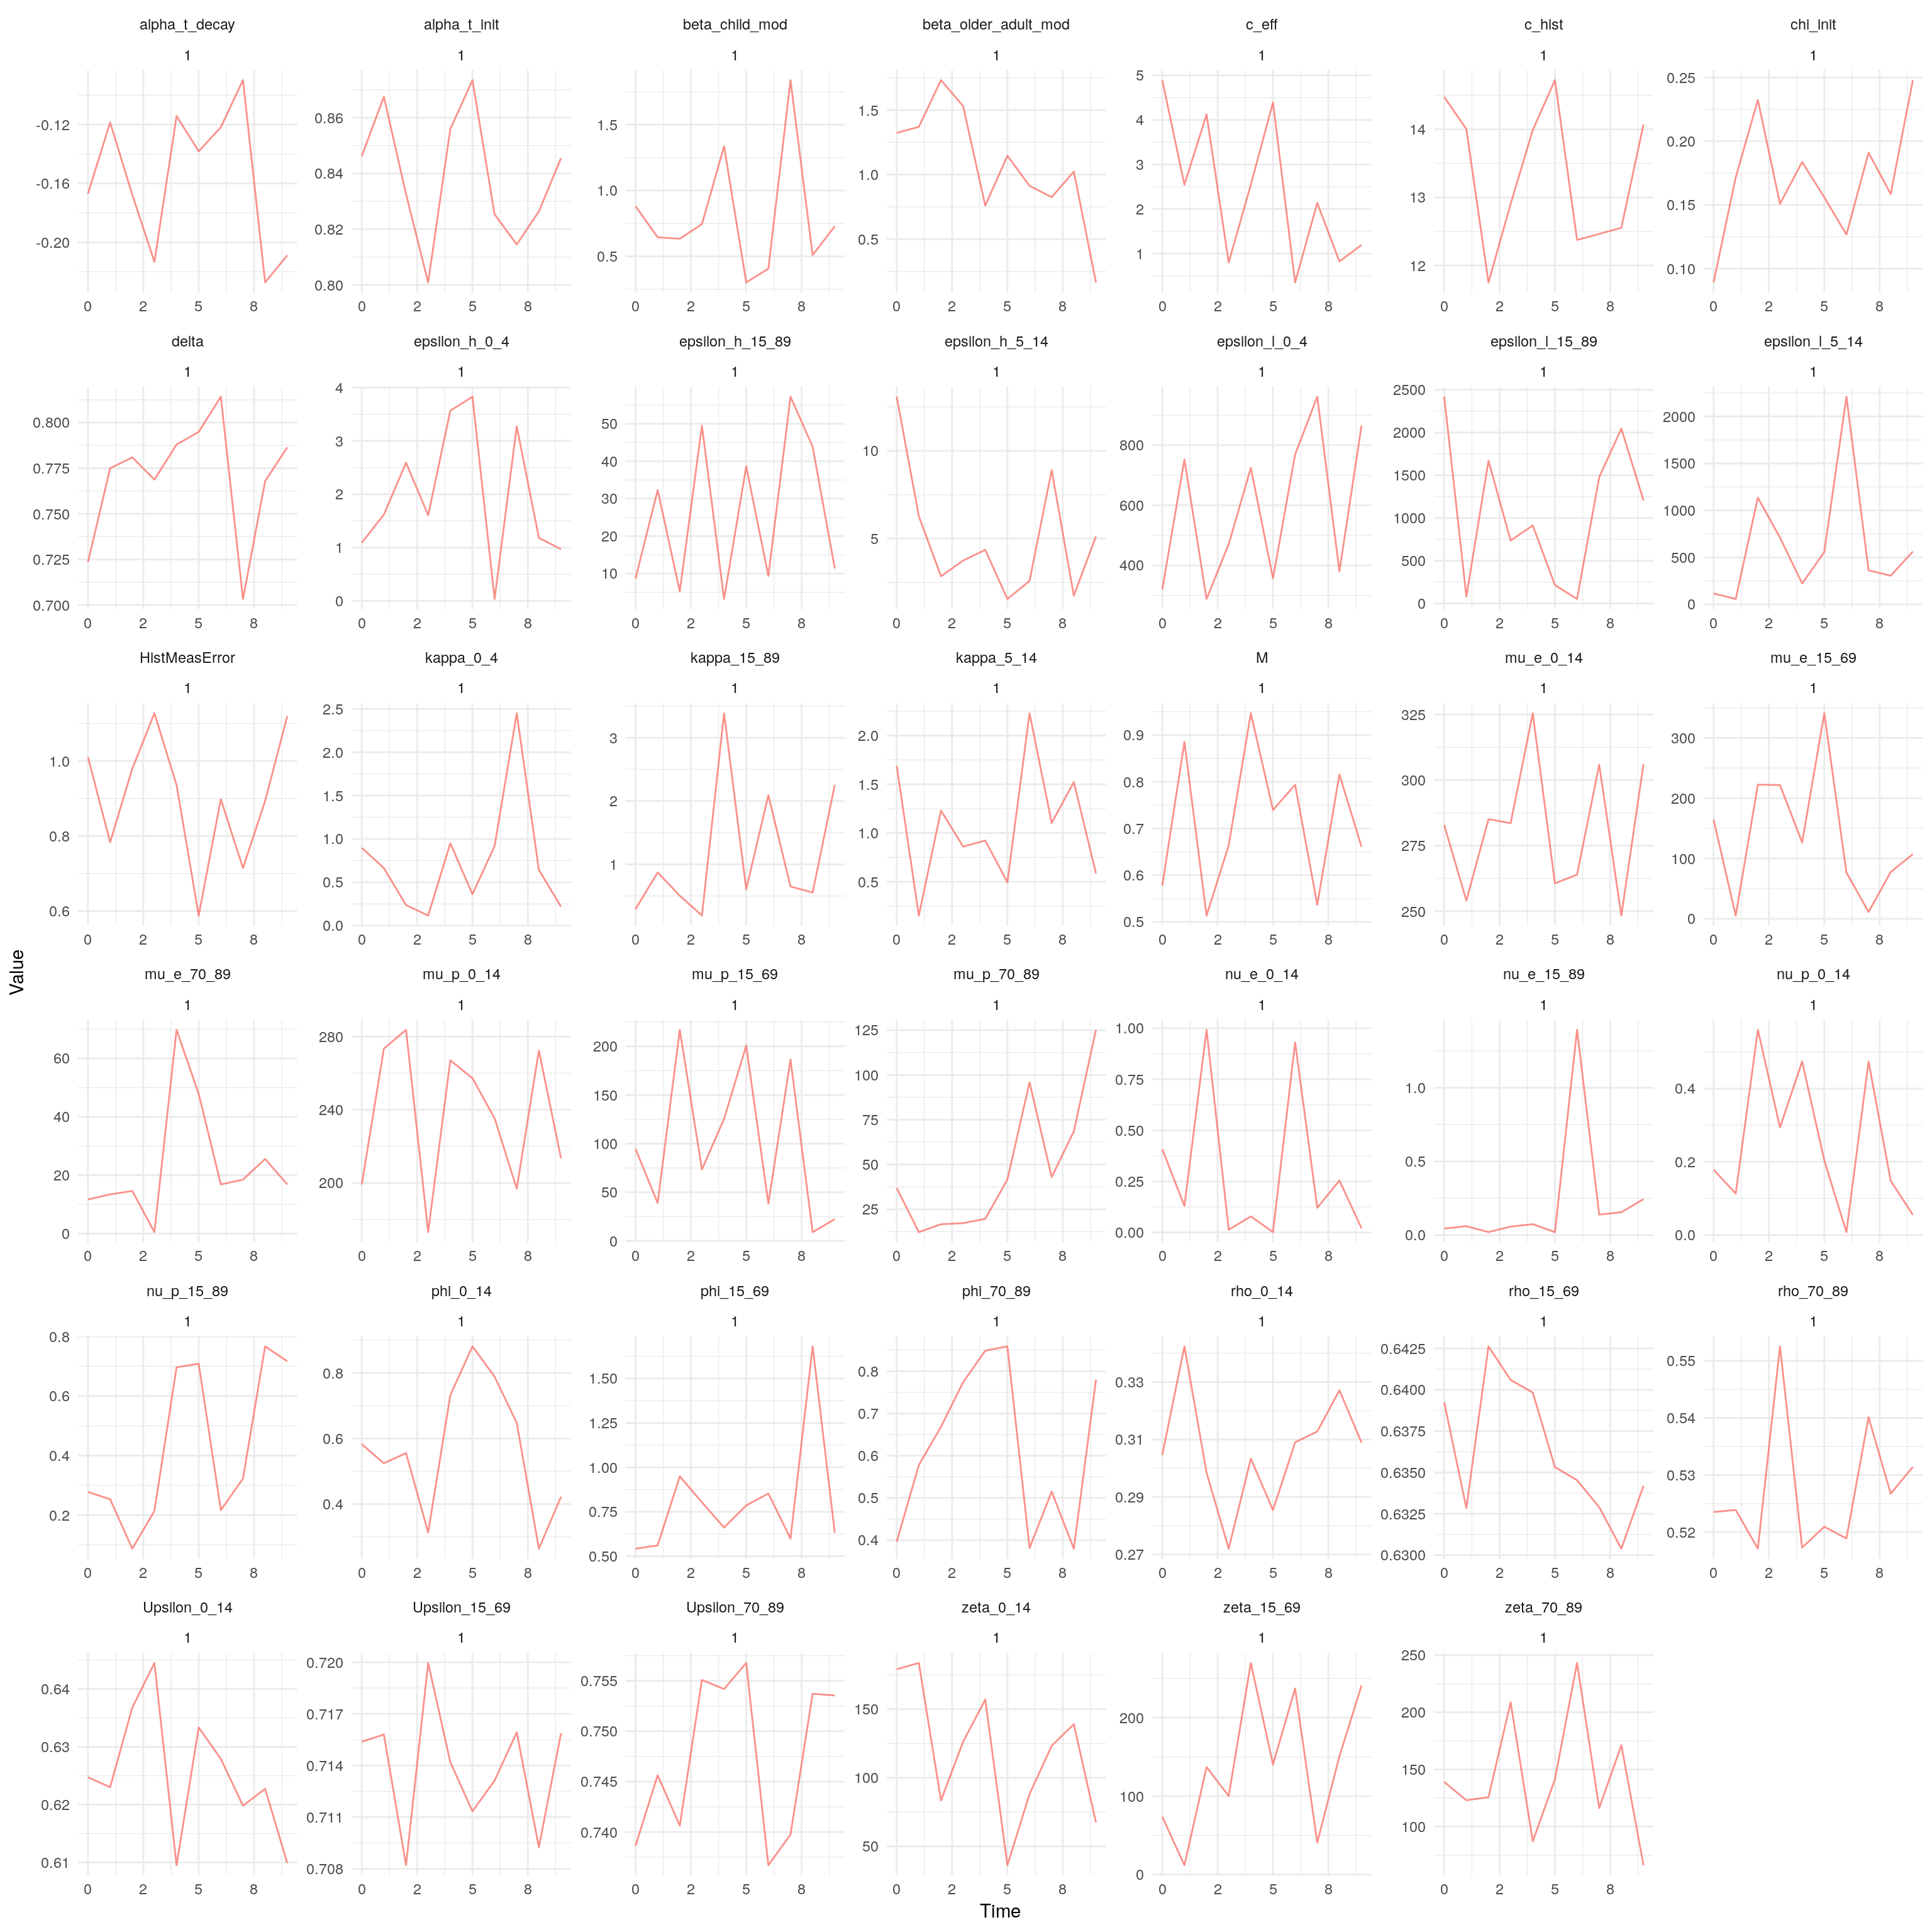 alpha_t_decay alpha_t_init beta_child_mod beta_older_adult_mod c_eff c_hist chi_init
1 1 1 1 1 1 1
-0.12 -0.16 -0.20
0.86 0.84 0.82 0.80
1.5 1.0 0.5
1.5 1.0 0.5
5 4 3 2 1
14 13 12
0.25 0.20 0.15 0.10
0 2 5 8 0 2 5 8 0 2 5 8 0 2 5 8 0 2 5 8 0 2 5 8 0 2 5 8
delta epsilon_h_0_4 epsilon_h_15_89 epsilon_h_5_14 epsilon_l_0_4 epsilon_l_15_89 epsilon_l_5_14
1 1 1 1 1 1 1
0.800 0.775 0.750 0.725 0.700
4 3 2 1 0
50 40 30 20 10
10 5
800 600 400
2500 2000 1500 1000 500 0
2000 1500 1000 500 0
0 2 5 8 0 2 5 8 0 2 5 8 0 2 5 8 0 2 5 8 0 2 5 8 0 2 5 8
HistMeasError kappa_0_4 kappa_15_89 kappa_5_14 M mu_e_0_14 mu_e_15_69
1 1 1 1 1 1 1
1.0 0.8 0.6
2.5 2.0 1.5 1.0 0.5 0.0
3 2 1
2.0 1.5 1.0 0.5
0.9 0.8 0.7 0.6 0.5
325 300 275 250
300 200 100 0
0 2 5 8 0 2 5 8 0 2 5 8 0 2 5 8 0 2 5 8 0 2 5 8 0 2 5 8
Value
mu_e_70_89 mu_p_0_14 mu_p_15_69 mu_p_70_89 nu_e_0_14 nu_e_15_89 nu_p_0_14
1 1 1 1 1 1 1
60 40 20 0
280 240 200
200 150 100 50 0
125 100 75 50 25
1.00 0.75 0.50 0.25 0.00
1.0 0.5 0.0
0.4 0.2 0.0
0 2 5 8 0 2 5 8 0 2 5 8 0 2 5 8 0 2 5 8 0 2 5 8 0 2 5 8
nu_p_15_89 phi_0_14 phi_15_69 phi_70_89 rho_0_14 rho_15_69 rho_70_89
1 1 1 1 1 1 1
0.8 0.6 0.4 0.2
0.8 0.6 0.4
1.50 1.25 1.00 0.75 0.50
0.8 0.7 0.6 0.5 0.4
0.33 0.31 0.29 0.27
0.6425 0.6400 0.6375 0.6350 0.6325 0.6300
0.55 0.54 0.53 0.52
0 2 5 8 0 2 5 8 0 2 5 8 0 2 5 8 0 2 5 8 0 2 5 8 0 2 5 8
Upsilon_0_14 Upsilon_15_69 Upsilon_70_89 zeta_0_14 zeta_15_69 zeta_70_89
1 1 1 1 1 1
0.64 0.63 0.62 0.61
0.720 0.717 0.714 0.711 0.708
0.755 0.750 0.745 0.740
150 100 50
200 100 0
250 200 150 100
0 2 5 8 0 2 5 8 0 2 5 8 0 2 5 8 0 2 5 8 0 2 5 8
Time